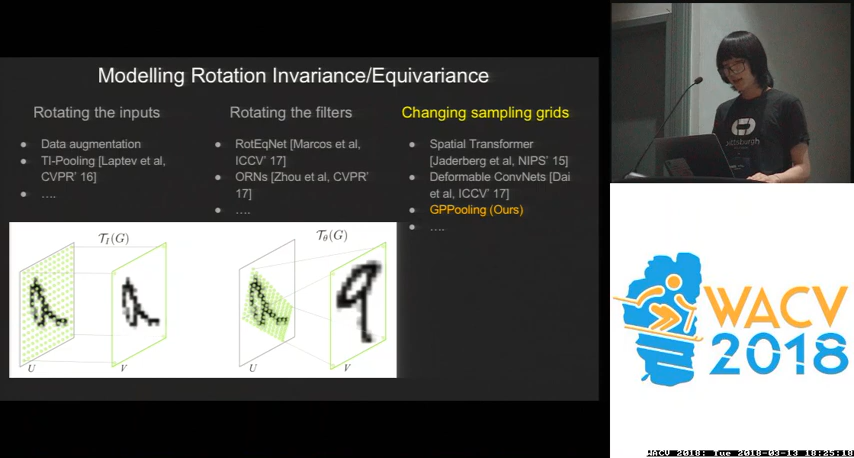 Modelling Rotation Invariance/Equivariance
Rotating the inputs
● Data augmentation
● TI-Pooling [Laptev et al,
CVPR' 16]
● ....
Rotating the filters
● RotEqNet [Marcos et al,
ICCV' 17]
● ORNs [Zhou et al, CVPR'
17]
● ....
Changing sampling grids
● Spatial Transformer
[Jaderberg et al, NIPS' 15]
● Deformable ConvNets [Dai
et al, ICCV' 17]
● GPPooling (Ours)
● ....
𝒯_I(G)
U
V
𝒯_θ(G)
U
V
pittsburgh
WACV
2018
WACV 2018: Tue 2018-03-13 18:25:18